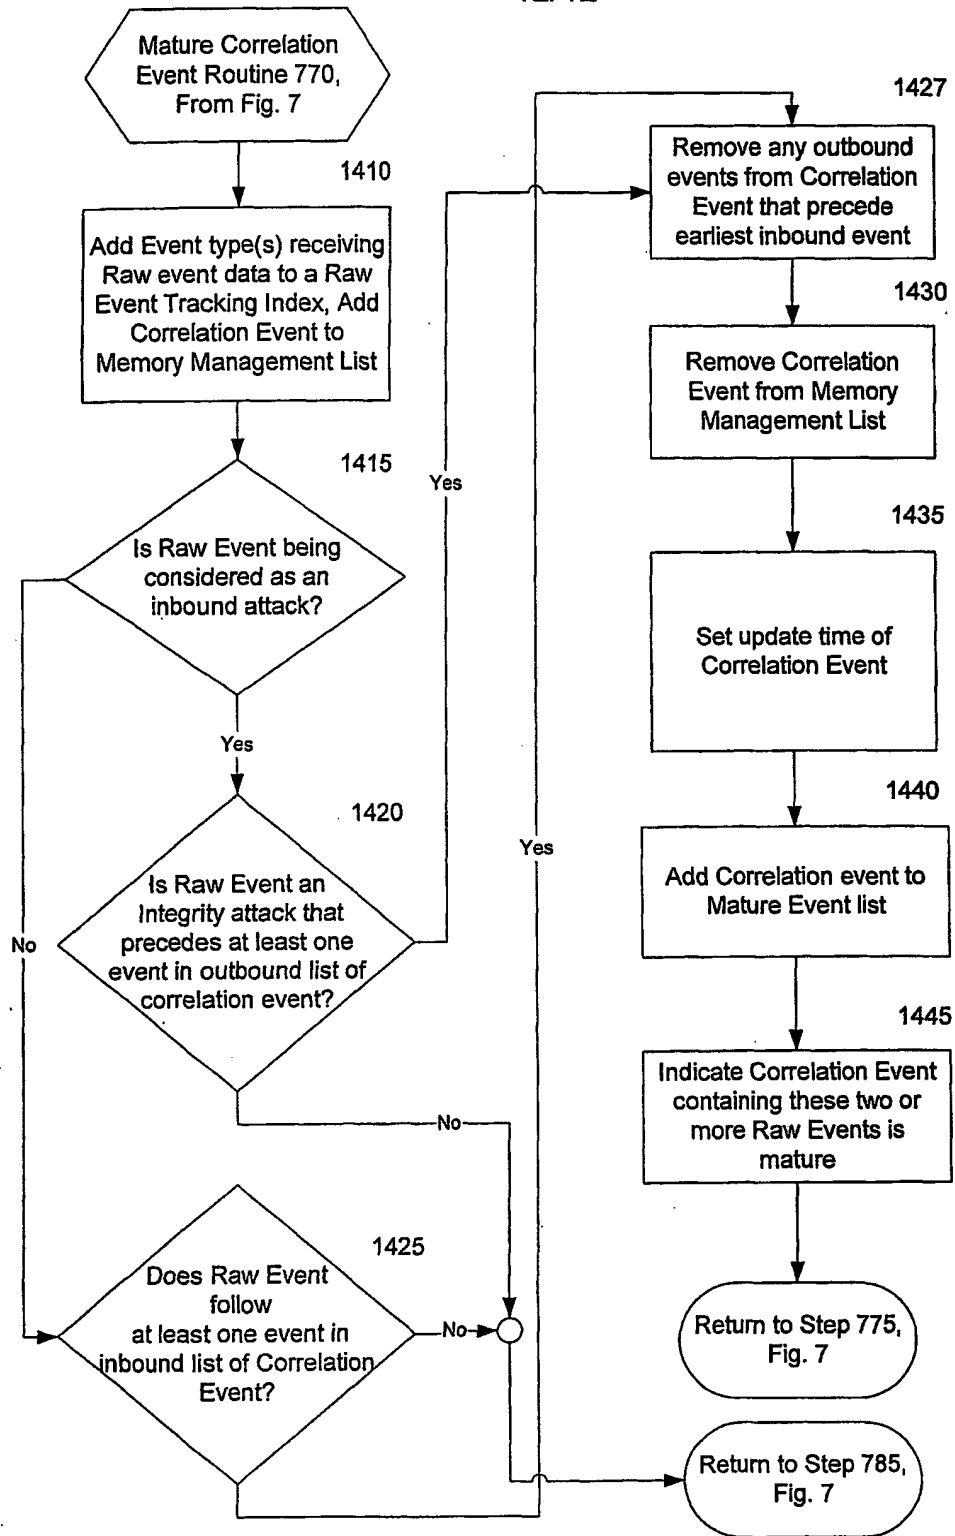 Mature Correlation
Event Routine 770,
From Fig. 7
1410
Add Event type(s) receiving
Raw event data to a Raw
Event Tracking Index, Add
Correlation Event to
Memory Management List
1415
Is Raw Event being
considered as an
inbound attack?
Yes
1420
Is Raw Event an
Integrity attack that
precedes at least one
event in outbound list of
correlation event?
Yes
No
No
1425
Does Raw Event
follow
at least one event in
inbound list of Correlation
Event?
No
Yes
1427
Remove any outbound
events from Correlation
Event that precede
earliest inbound event
1430
Remove Correlation
Event from Memory
Management List
1435
Set update time of
Correlation Event
1440
Add Correlation event to
Mature Event list
1445
Indicate Correlation Event
containing these two or
more Raw Events is
mature
Return to Step 775,
Fig. 7
Return to Step 785,
Fig. 7